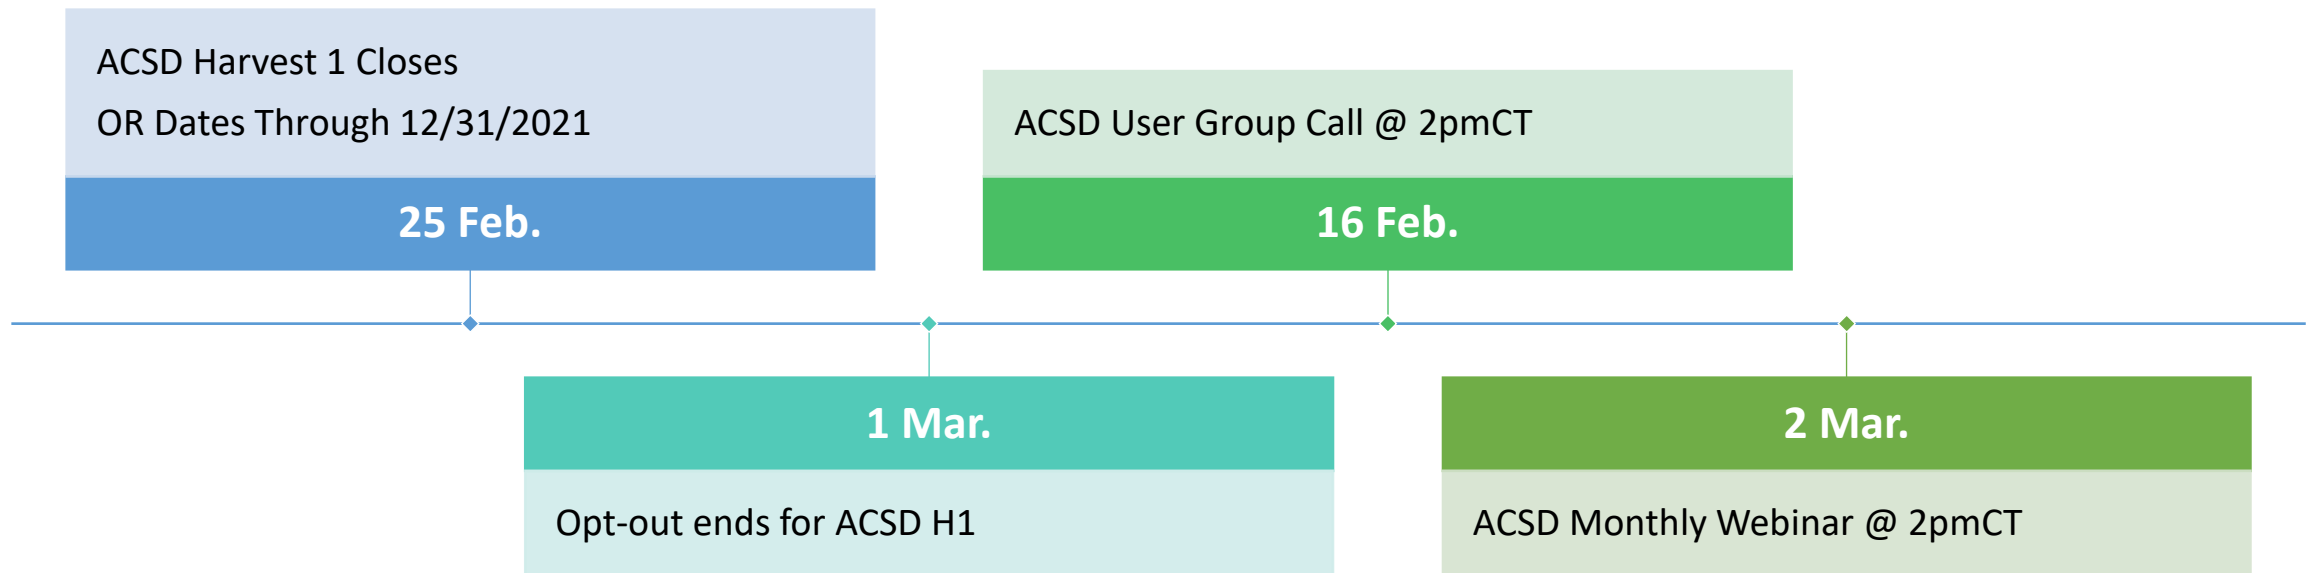 ACSD Harvest 1 Closes
OR Dates Through 12/31/2021
25 Feb.
1 Mar.
Opt-out ends for ACSD H1
ACSD User Group Call @ 2pmCT
16 Feb.
2 Mar.
ACSD Monthly Webinar @ 2pmCT